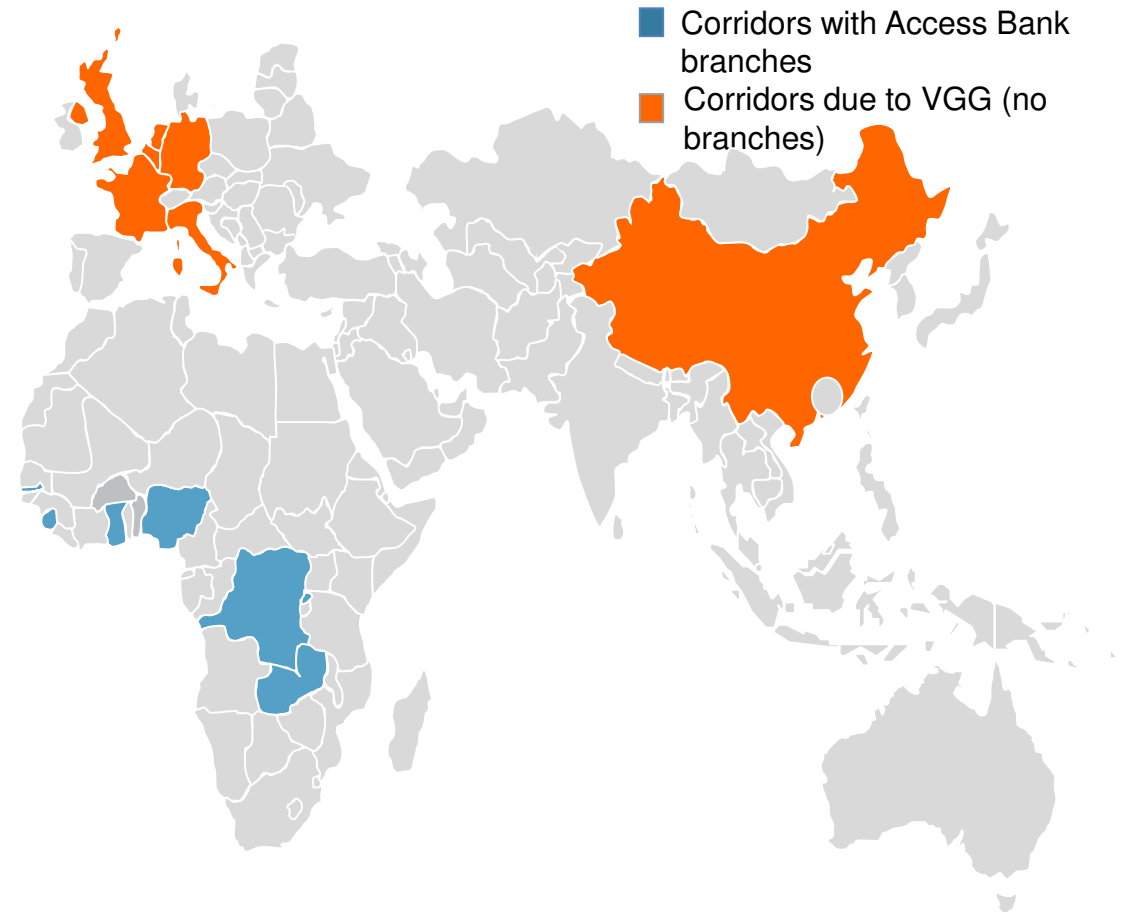 Corridors with Access Bank
branches
Corridors due to VGG (no
branches)